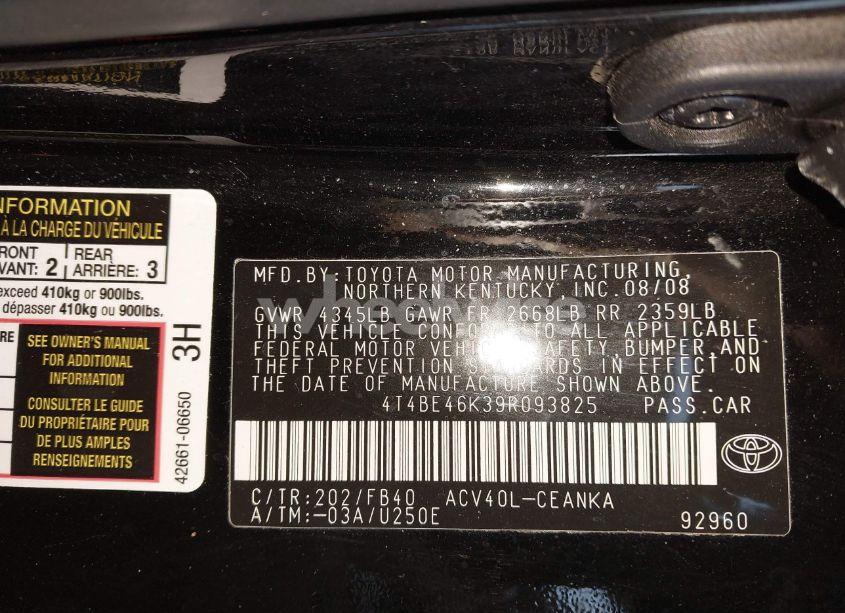 NFORMATION
À LA CHARGE DU VÉHICULE
FRONT
VANT: 2
REAR
ARRIÈRE: 3
exceed 410kg or 900lbs.
dépasser 410kg ou 900lbs.
RE
SEE OWNER'S MANUAL
FOR ADDITIONAL
INFORMATION
CONSULTER LE GUIDE
DU PROPRIÉTAIRE POUR
DE PLUS AMPLES
RENSEIGNEMENTS
3H
42661-06650
MFD.BY:TOYOTA MOTOR MANUFACTURING,
NORTHERN KENTUCKY, INC.08/08
GVWR 4345LB GAWR FR 2668LB RR 2359LB
THIS VEHICLE CONFORMS TO ALL APPLICABLE
FEDERAL MOTOR VEHICLE SAFETY, BUMPER, AND
THEFT PREVENTION STANDARDS IN EFFECT ON
THE DATE OF MANUFACTURE SHOWN ABOVE.
4T4BE46K39R093825 PASS.CAR
C/TR:202/FB40 ACV40L-CEANKA
A/TM:-03A/U250E
92960